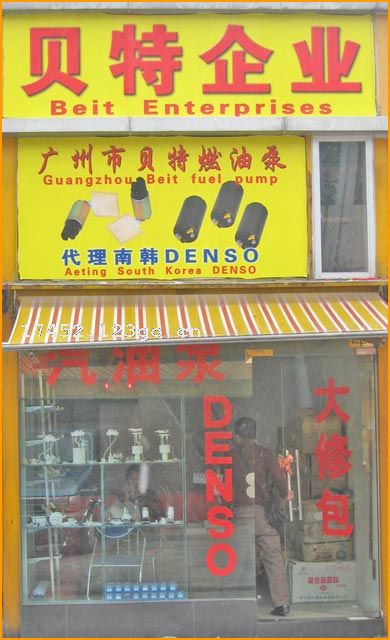 贝特企业
Beit Enterprises
广州市贝特燃油泵
Guangzhou Beit fuel pump
代理南韩DENSO
Aeting South Korea DENSO
17452.123gc.cn
汽油泵
DENSO
大修包